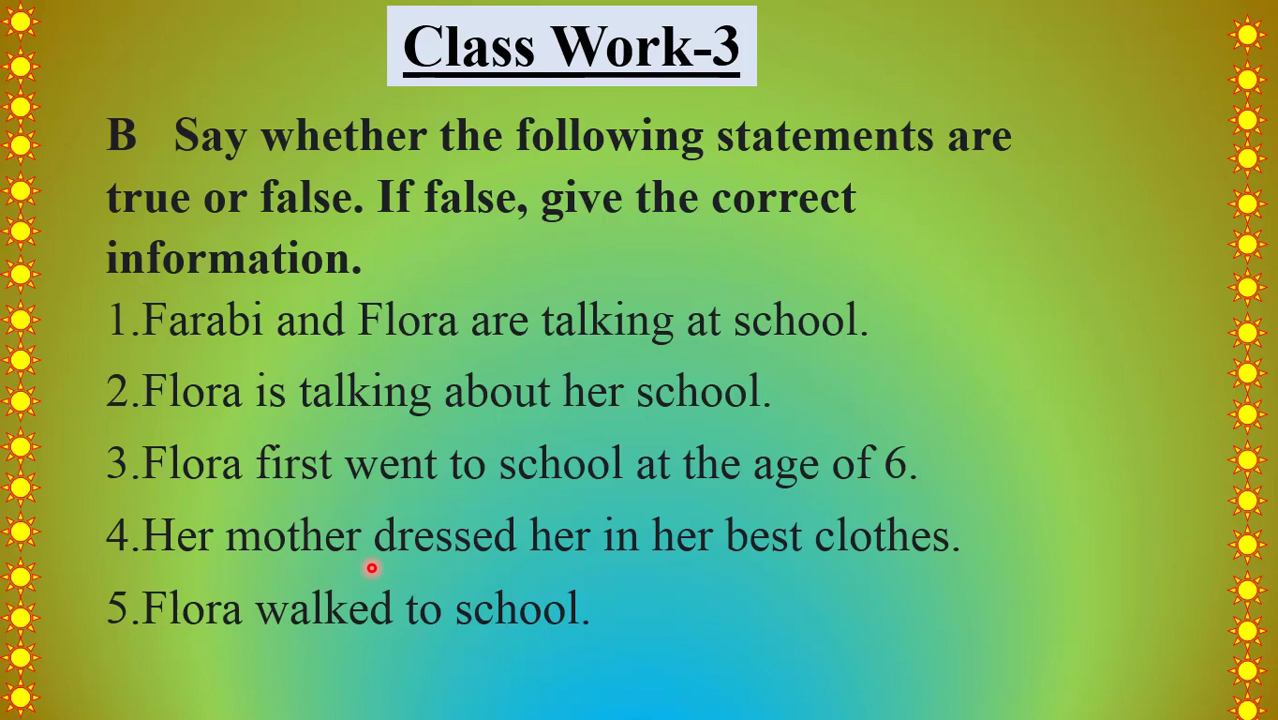 Class Work-3
B Say whether the following statements are
true or false. If false, give the correct
information.
1.Farabi and Flora are talking at school.
2.Flora is talking about her school.
3.Flora first went to school at the age of 6.
4.Her mother dressed her in her best clothes.
5.Flora walked to school.